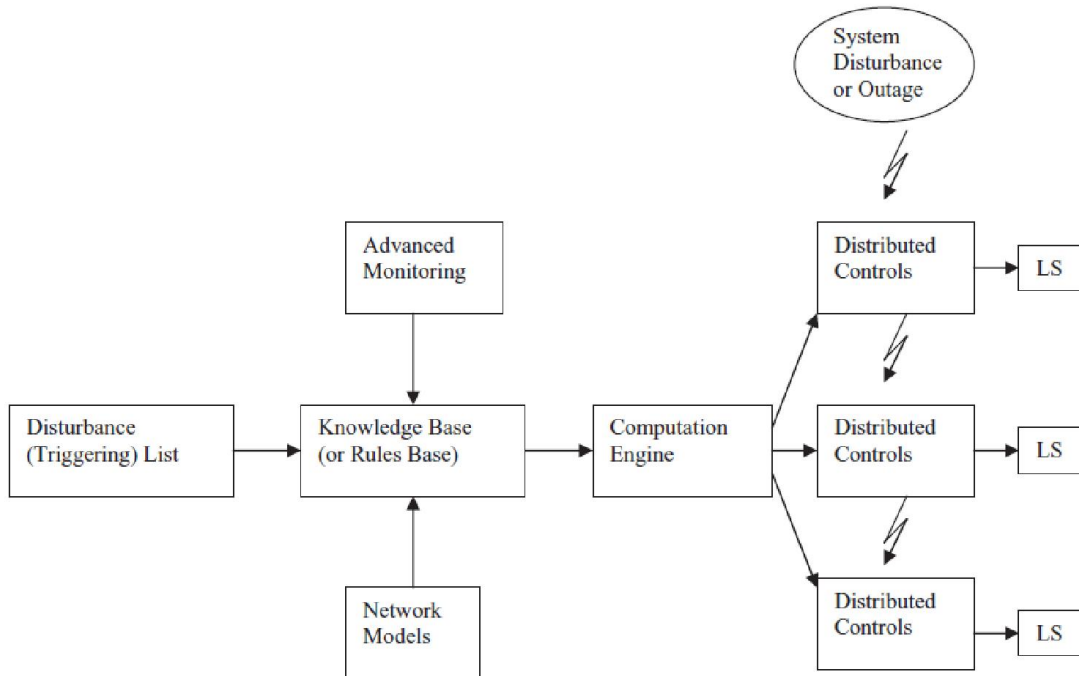 System
Disturbance
or Outage
Advanced
Monitoring
Distributed
Controls
LS
Disturbance
(Triggering) List
Knowledge Base
(or Rules Base)
Computation
Engine
Distributed
Controls
LS
Network
Models
Distributed
Controls
LS